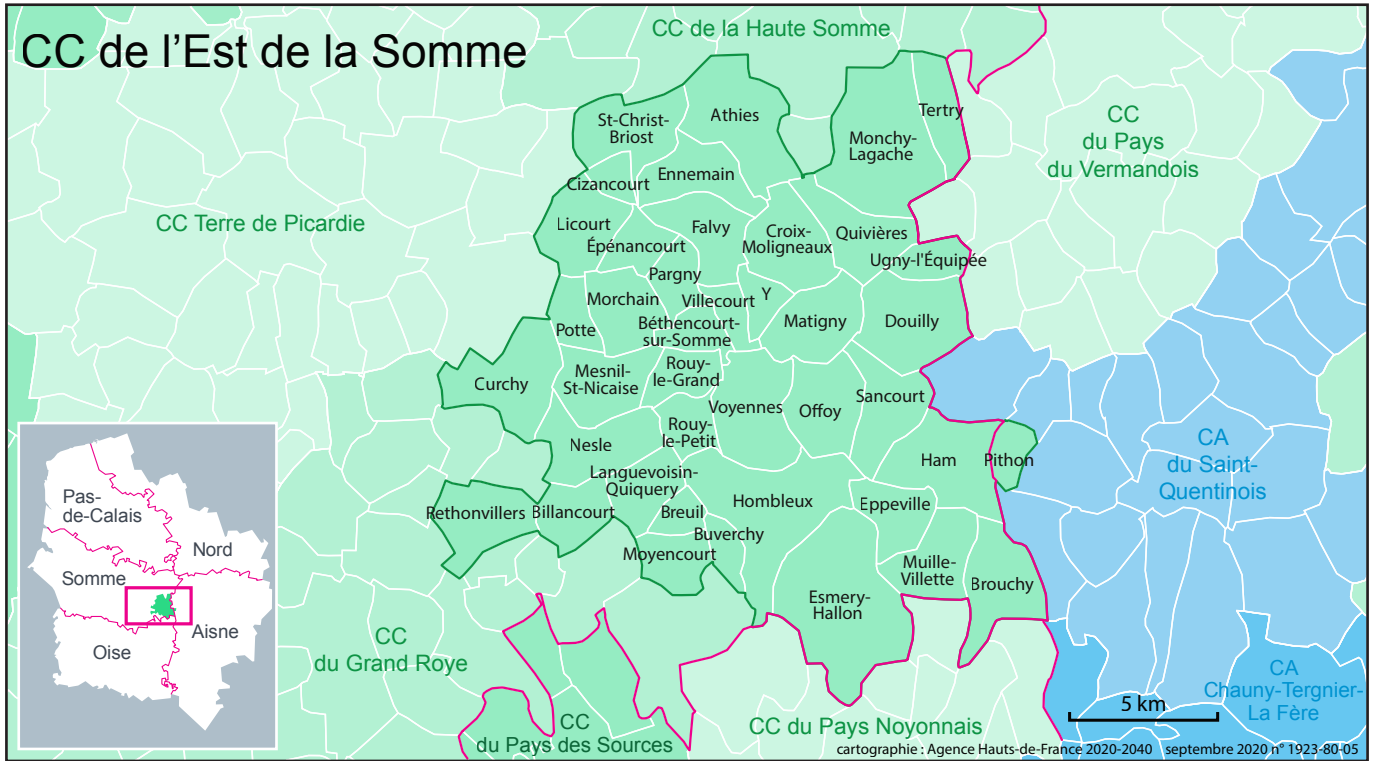 CC de l'Est de la Somme
CC de la Haute Somme
CC
du Pays
du Vermandois
CC Terre de Picardie
St-Christ-
Briost
Athies
Tertry
Monchy-
Lagache
Cizancourt
Ennemain
Licourt
Épénancourt
Falvy
Croix-
Moligneaux
Quivières
Ugny-l'Équipée
Pargny
Morchain
Villecourt
Y
Potte
Béthencourt-
sur-Somme
Matigny
Douilly
Curchy
Mesnil-
St-Nicaise
Rouy-
le-Grand
Voyennes
Offoy
Sancourt
Nesle
Rouy-
le-Petit
Ham
Pithon
Languevoisin-
Quiquery
Rethonvillers
Billancourt
Breuil
Hombleux
Eppeville
Buverchy
Moyencourt
Muille-
Villette
Brouchy
Esmery-
Hallon
CA
du Saint-
Quentinois
CC
du Grand Roye
CC
du Pays des Sources
CC du Pays Noyonnais
CA
Chauny-Tergnier-
La Fère
Pas-
de-Calais
Nord
Somme
Aisne
Oise
5 km
cartographie : Agence Hauts-de-France 2020-2040 septembre 2020 n° 1923-80-05